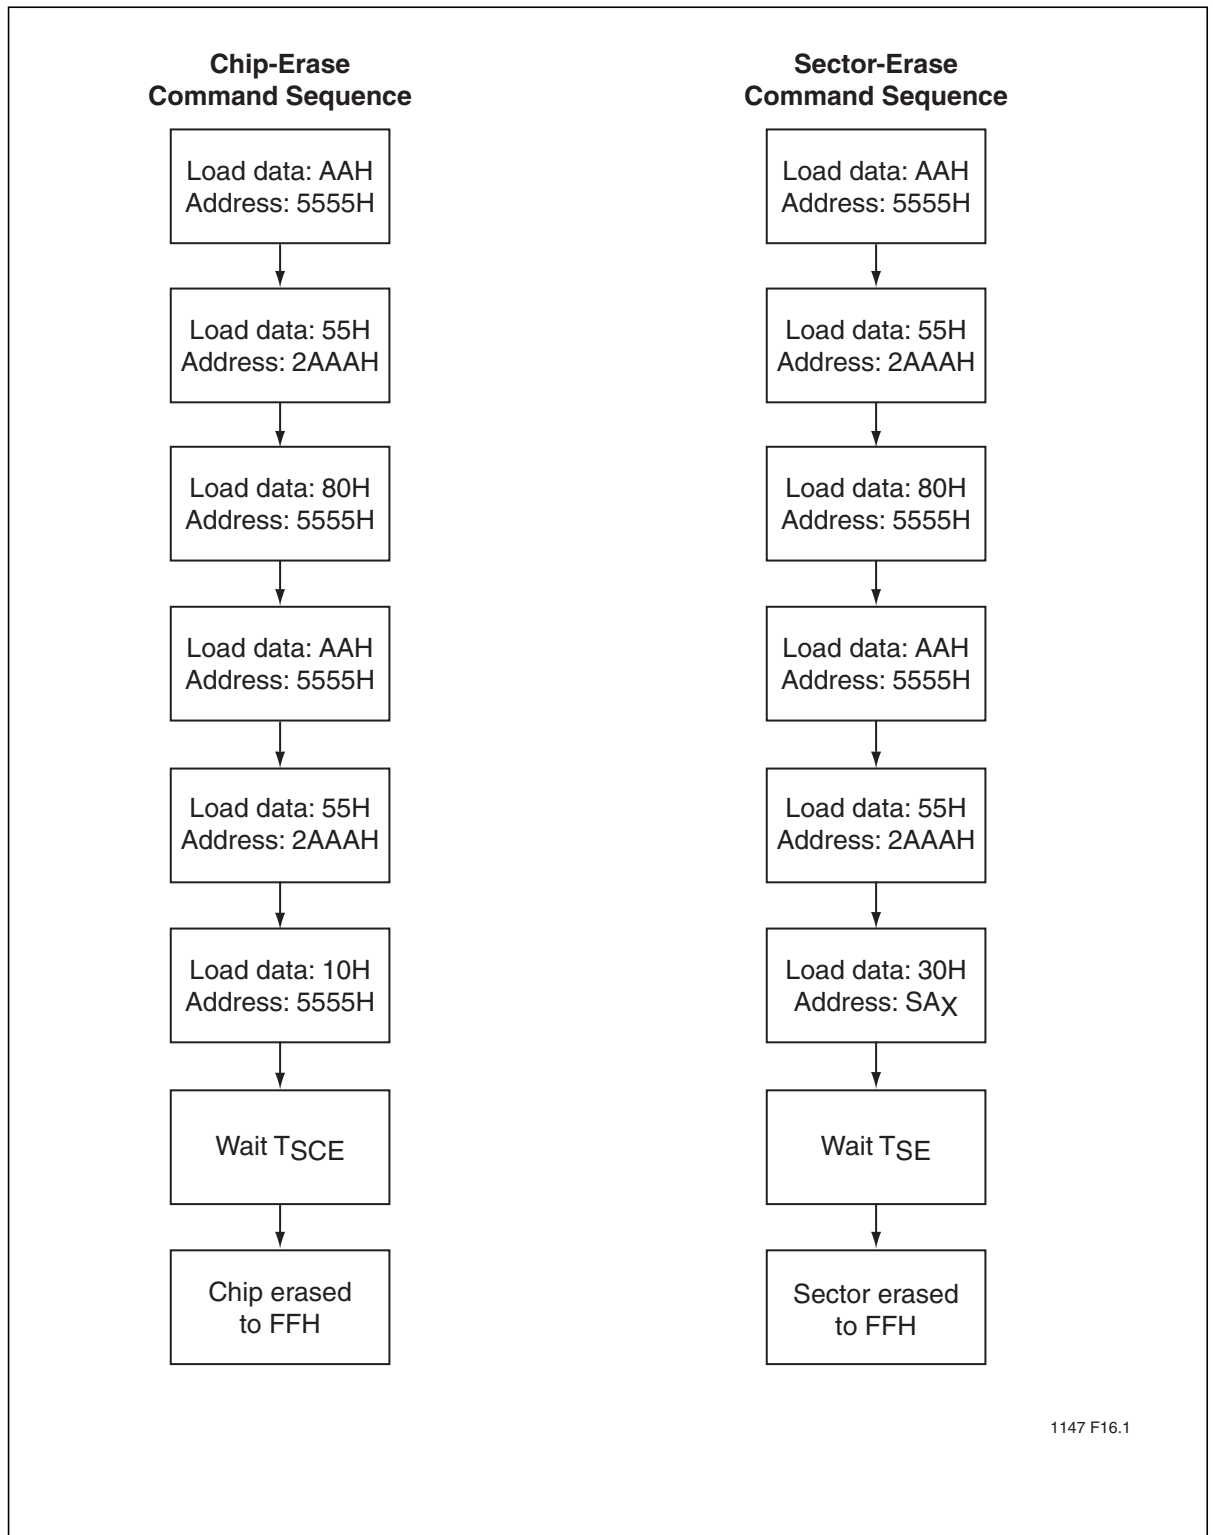 Chip-Erase
Command Sequence
Load data: AAH
Address: 5555H
Load data: 55H
Address: 2AAAH
Load data: 80H
Address: 5555H
Load data: AAH
Address: 5555H
Load data: 55H
Address: 2AAAH
Load data: 10H
Address: 5555H
Wait TSCE
Chip erased
to FFH
Sector-Erase
Command Sequence
Load data: AAH
Address: 5555H
Load data: 55H
Address: 2AAAH
Load data: 80H
Address: 5555H
Load data: AAH
Address: 5555H
Load data: 55H
Address: 2AAAH
Load data: 30H
Address: SAX
Wait TSE
Sector erased
to FFH
1147 F16.1